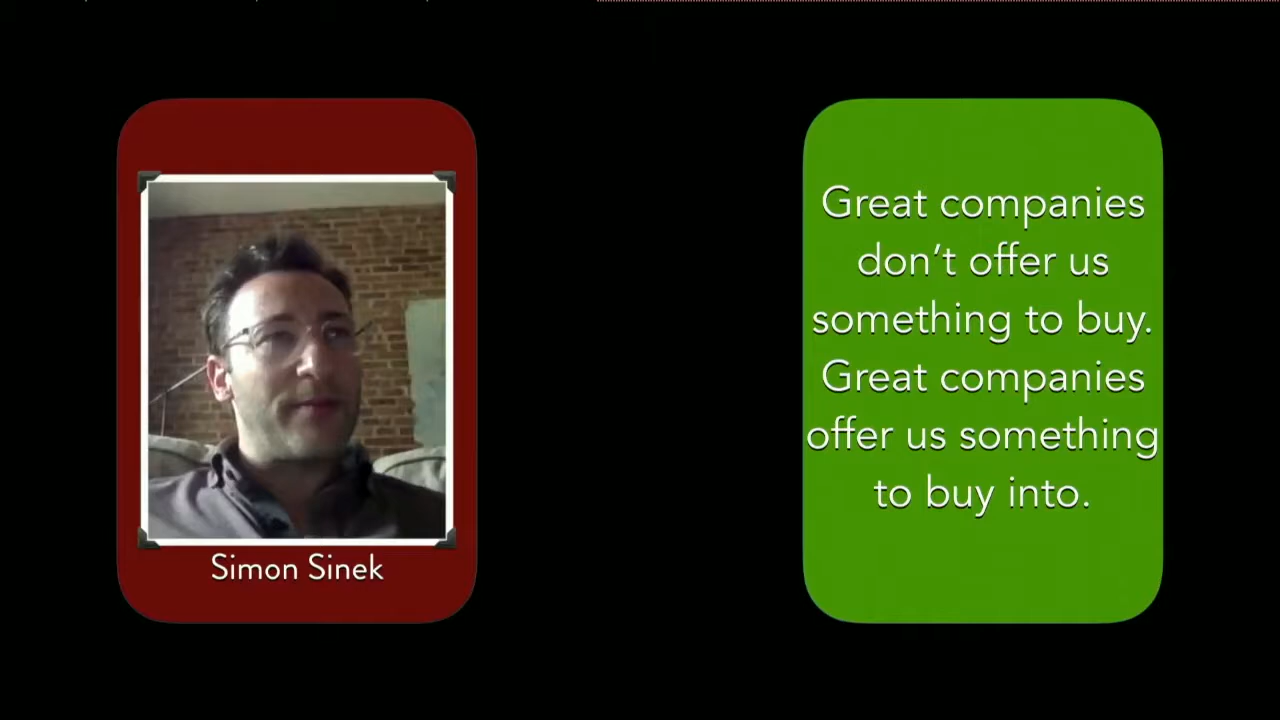 Simon Sinek
Great companies
don't offer us
something to buy.
Great companies
offer us something
to buy into.